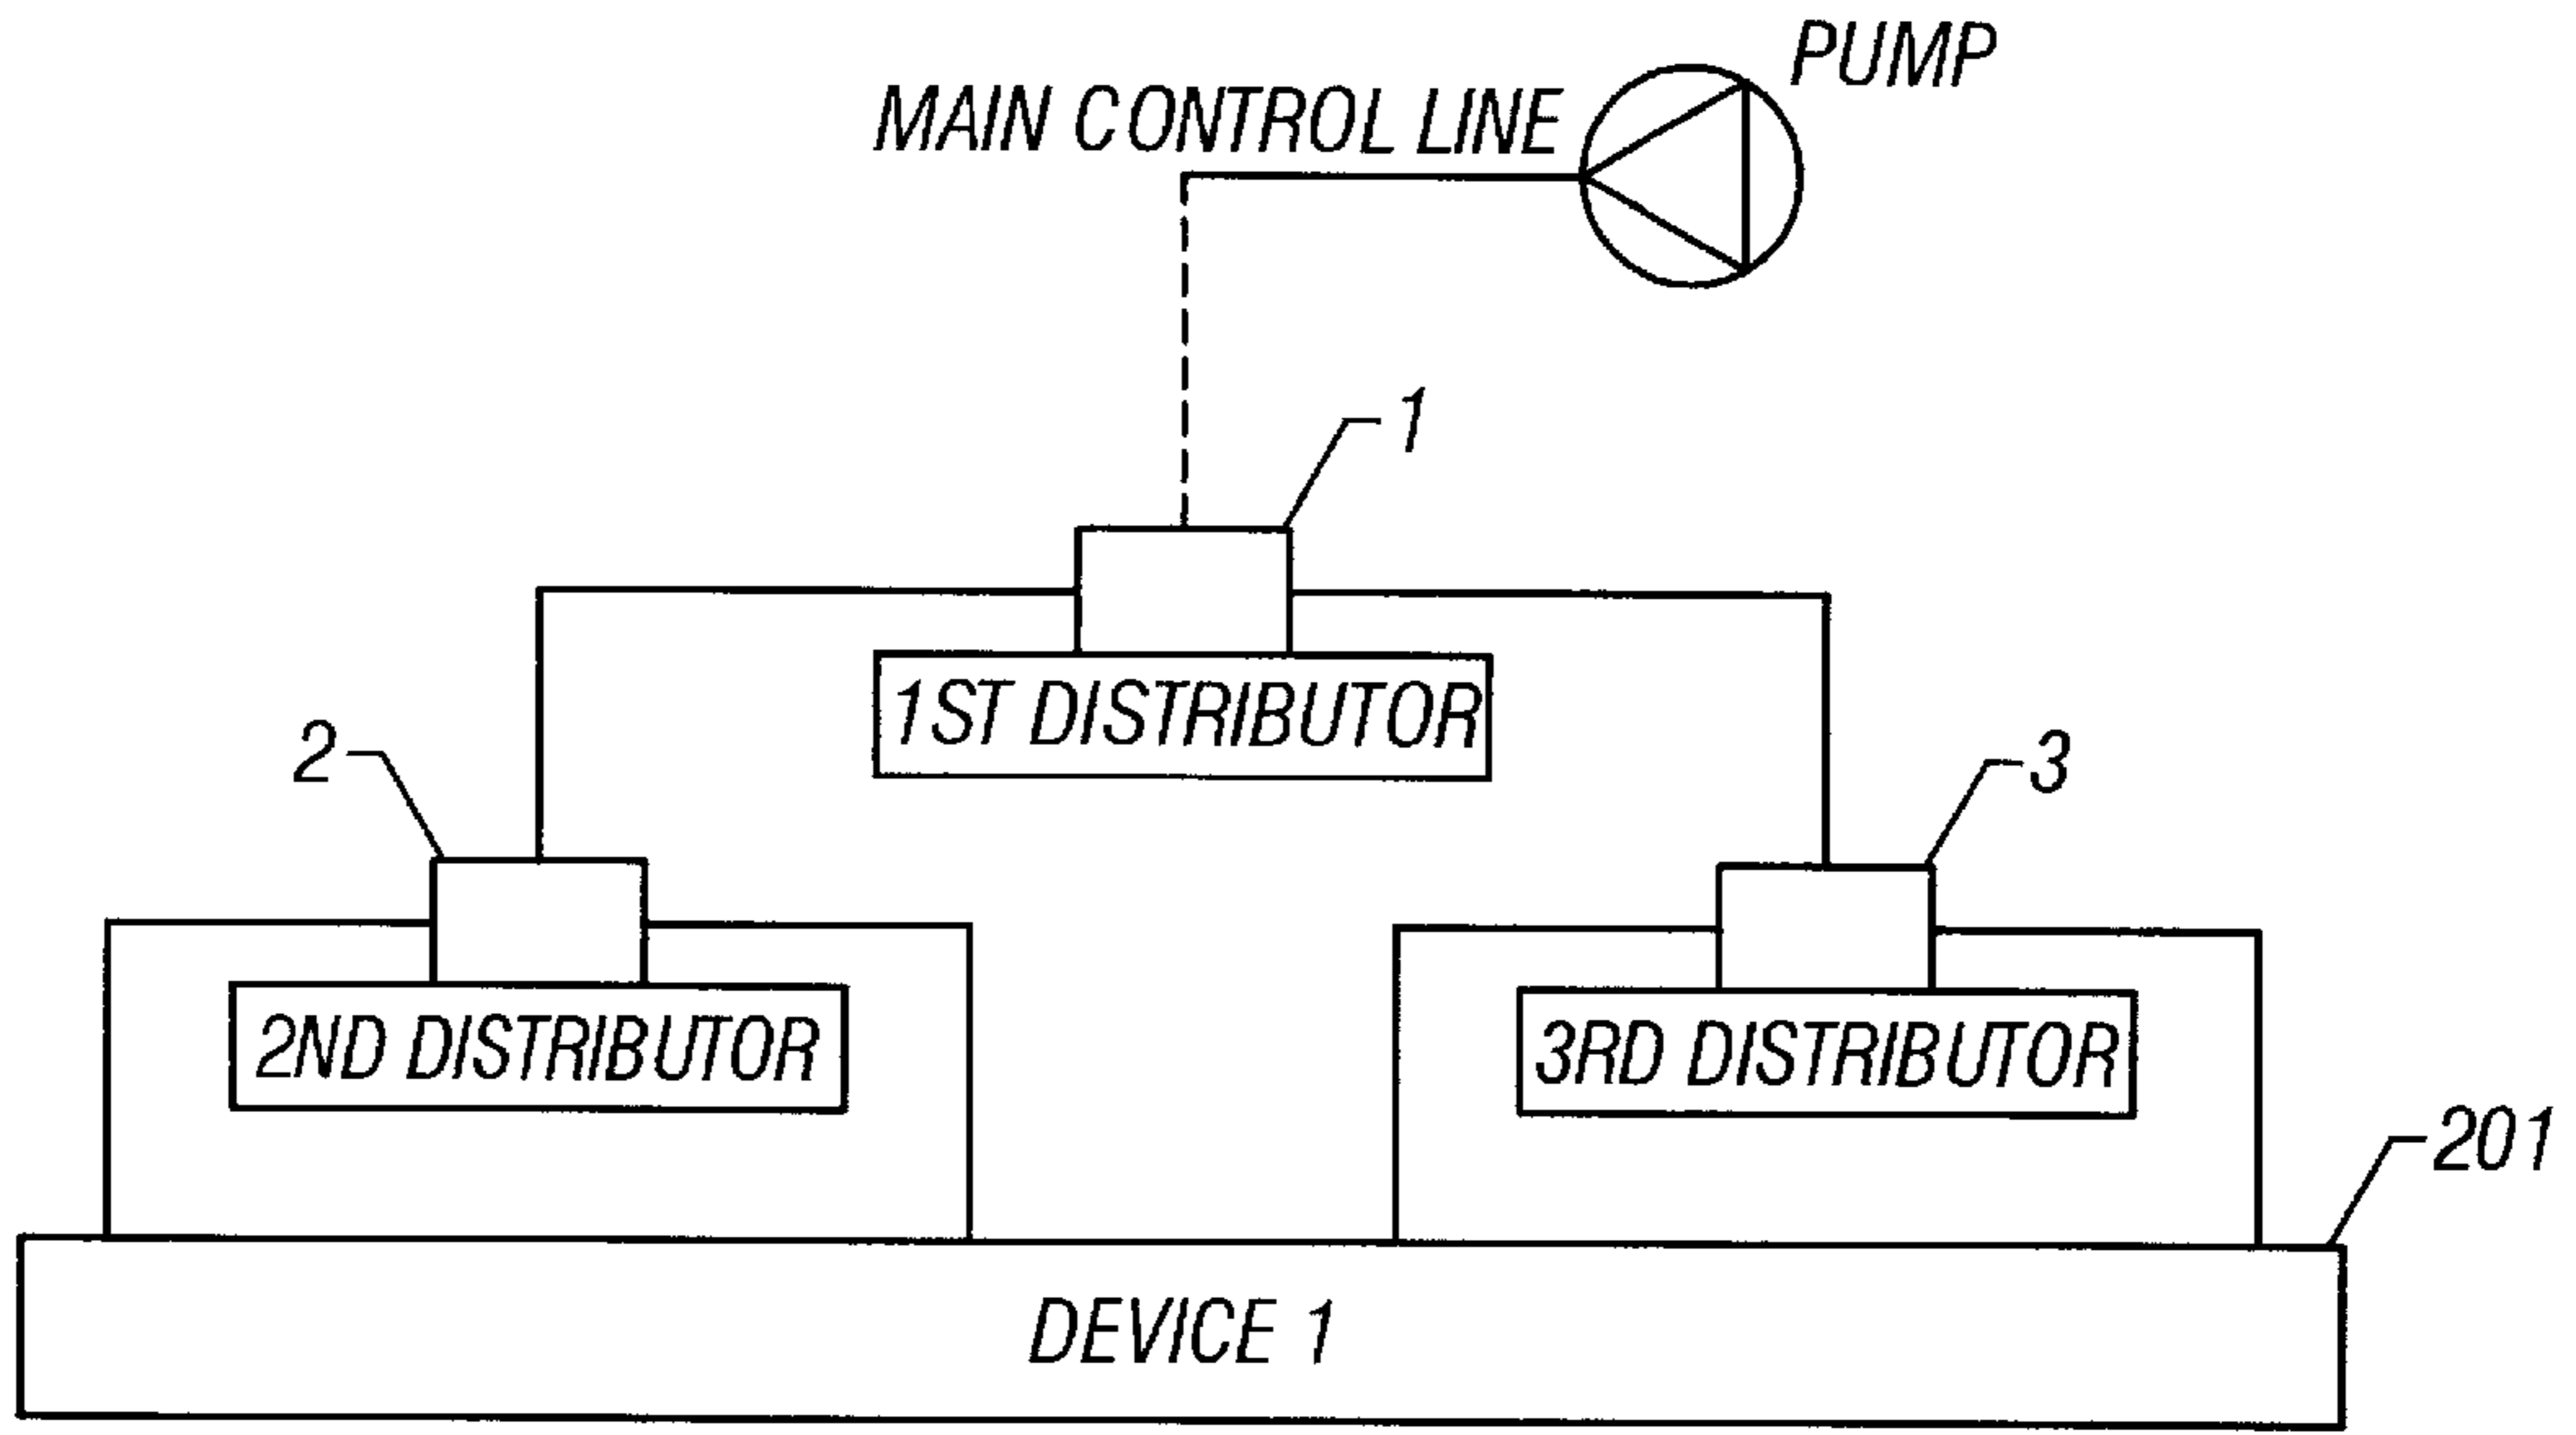 PUMP
MAIN CONTROL LINE
1
1ST DISTRIBUTOR
2
3
2ND DISTRIBUTOR
3RD DISTRIBUTOR
201
DEVICE 1